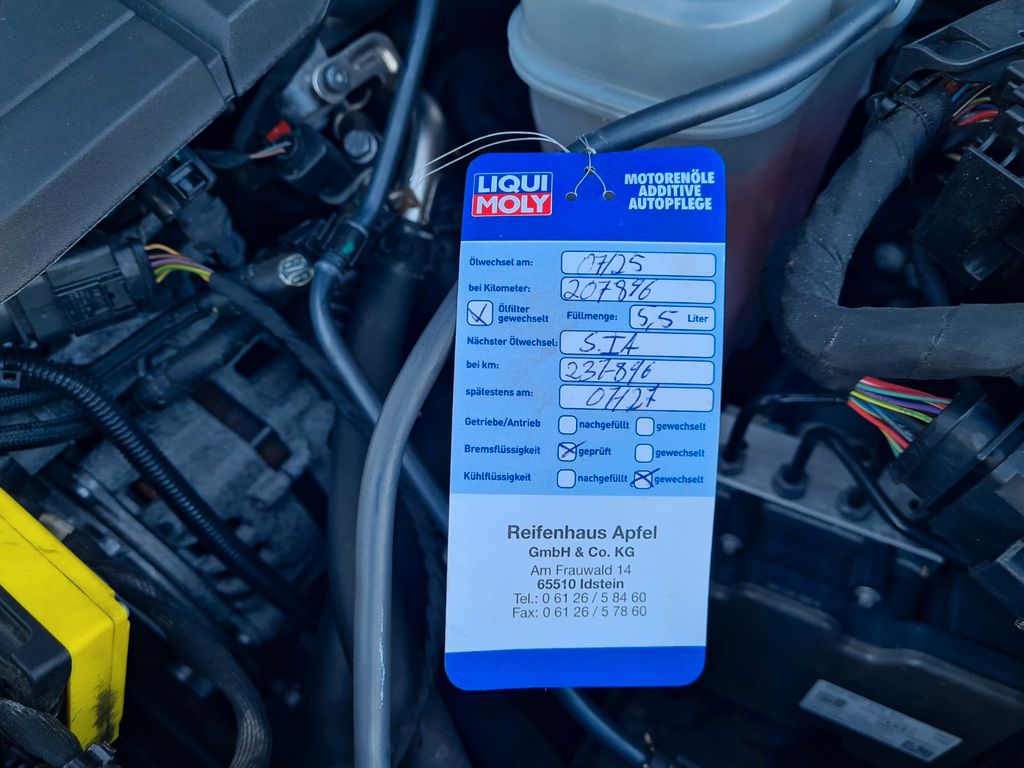 LIQUI
MOLY
MOTORENÖLE
ADDITIVE
AUTOPFLEGE
Ölwechsel am: 07/25
bei Kilometer: 207896
Ölfilter
gewechselt
Füllmenge: 5,5 Liter
Nächster Ölwechsel: S.IA
bei km: 237896
spätestens am: 07/27
Getriebe/Antrieb nachgefüllt gewechselt
Bremsflüssigkeit geprüft gewechselt
Kühlflüssigkeit nachgefüllt gewechselt
Reifenhaus Apfel
GmbH & Co. KG
Am Frauwald 14
65510 Idstein
Tel.: 0 61 26 / 5 84 60
Fax: 0 61 26 / 5 78 60